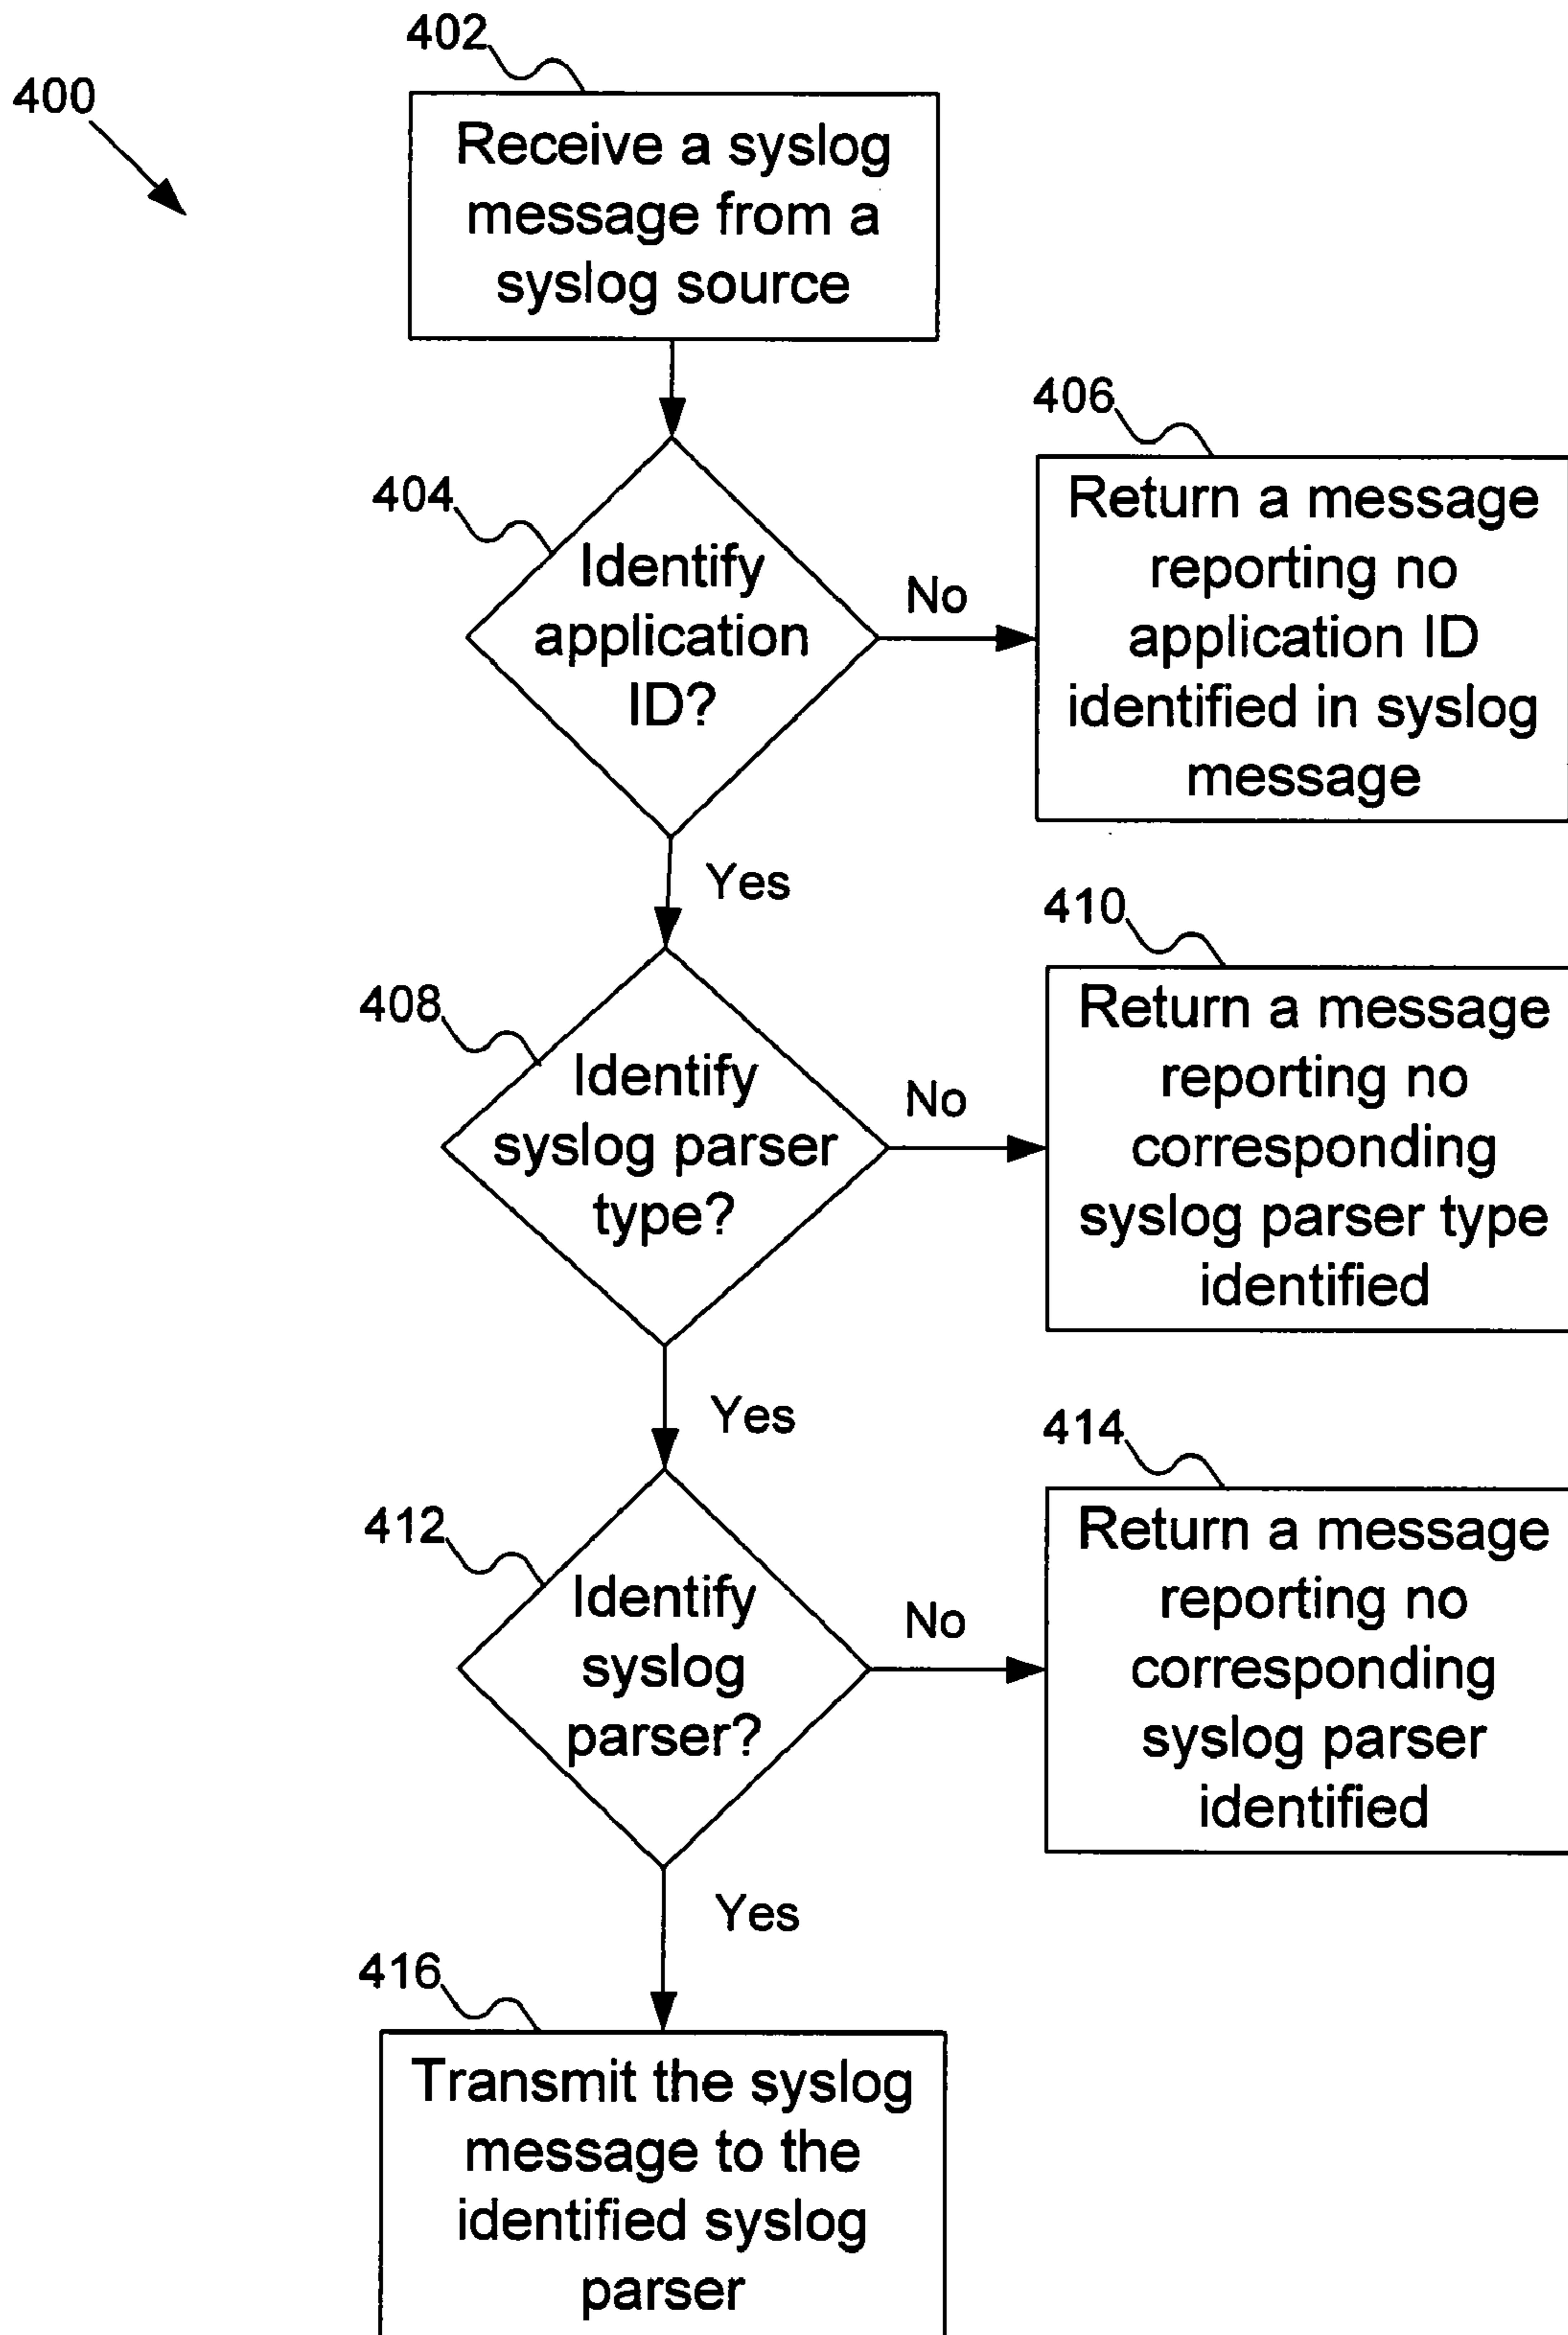 402
400
Receive a syslog
message from a
syslog source
406
404
Identify
application
ID?
No
Return a message
reporting no
application ID
identified in syslog
message
Yes
410
408
Identify
syslog parser
type?
No
Return a message
reporting no
corresponding
syslog parser type
identified
Yes
414
412
Identify
syslog
parser?
No
Return a message
reporting no
corresponding
syslog parser
identified
Yes
416
Transmit the syslog
message to the
identified syslog
parser